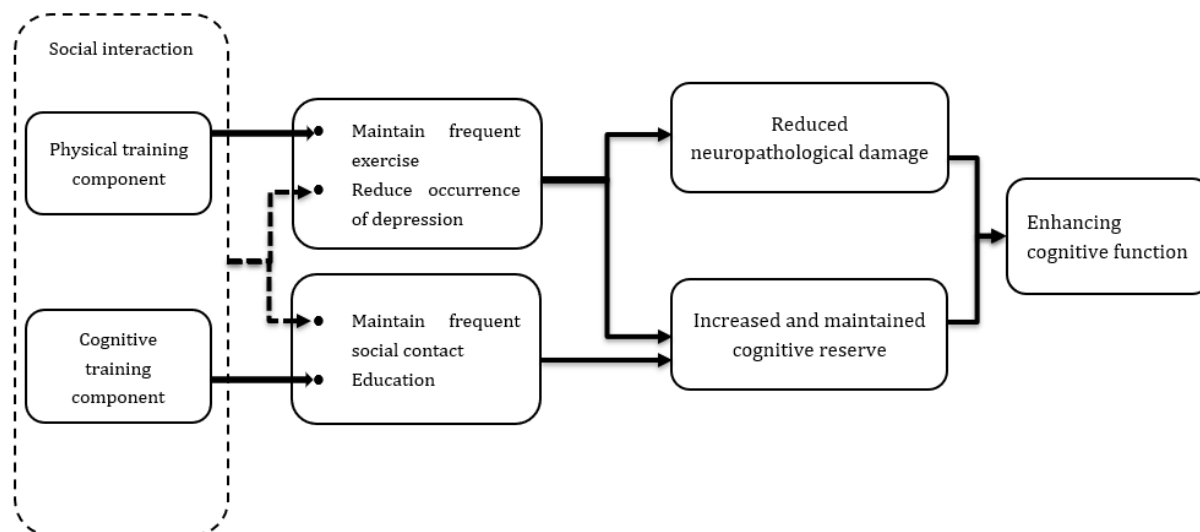 Social interaction
Physical training
component
Cognitive
training
component
Maintain frequent
exercise
Reduce occurrence
of depression
Maintain frequent
social contact
Education
Reduced
neuropathological damage
Increased and maintained
cognitive reserve
Enhancing
cognitive function